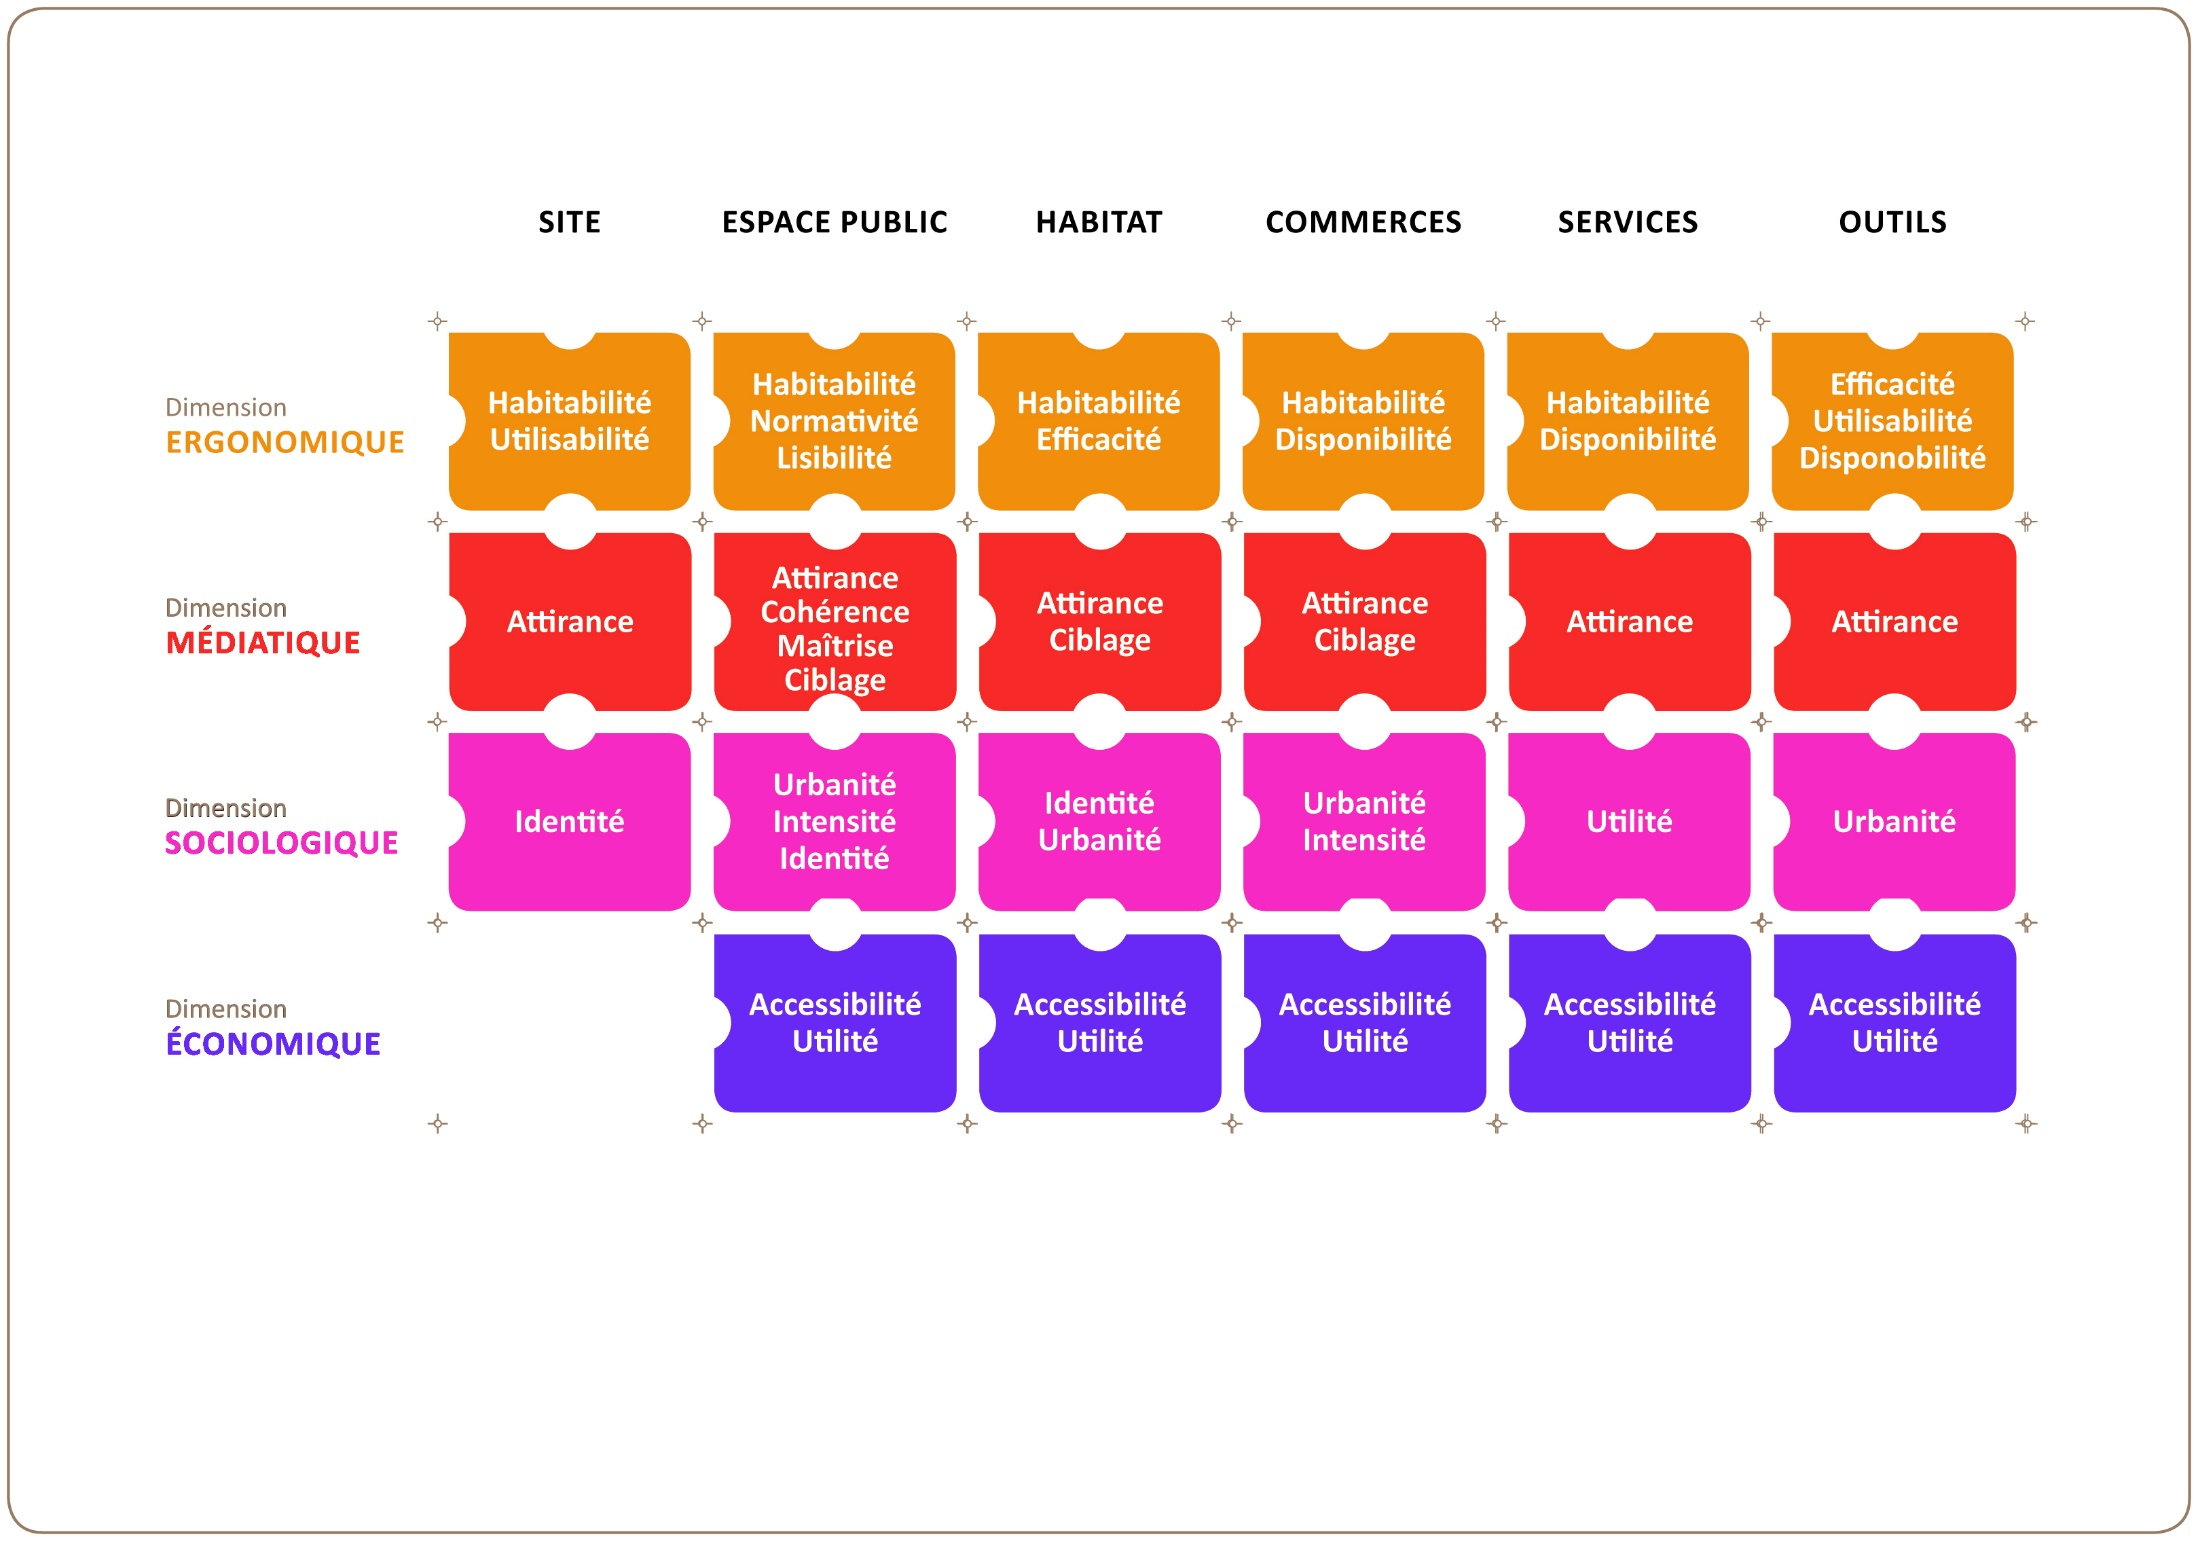 SITE
ESPACE PUBLIC
HABITAT
COMMERCES
SERVICES
OUTILS
Dimension
ERGONOMIQUE
Habitabilité
Utilisabilité
Habitabilité
Normativité
Lisibilité
Habitabilité
Efficacité
Habitabilité
Disponibilité
Habitabilité
Disponibilité
Efficacité
Utilisabilité
Disponobilité
Dimension
MÉDIATIQUE
Attirance
Attirance
Cohérence
Maîtrise
Ciblage
Attirance
Ciblage
Attirance
Ciblage
Attirance
Attirance
Dimension
SOCIOLOGIQUE
Identité
Urbanité
Intensité
Identité
Identité
Urbanité
Urbanité
Intensité
Utilité
Urbanité
Dimension
ÉCONOMIQUE
Accessibilité
Utilité
Accessibilité
Utilité
Accessibilité
Utilité
Accessibilité
Utilité
Accessibilité
Utilité